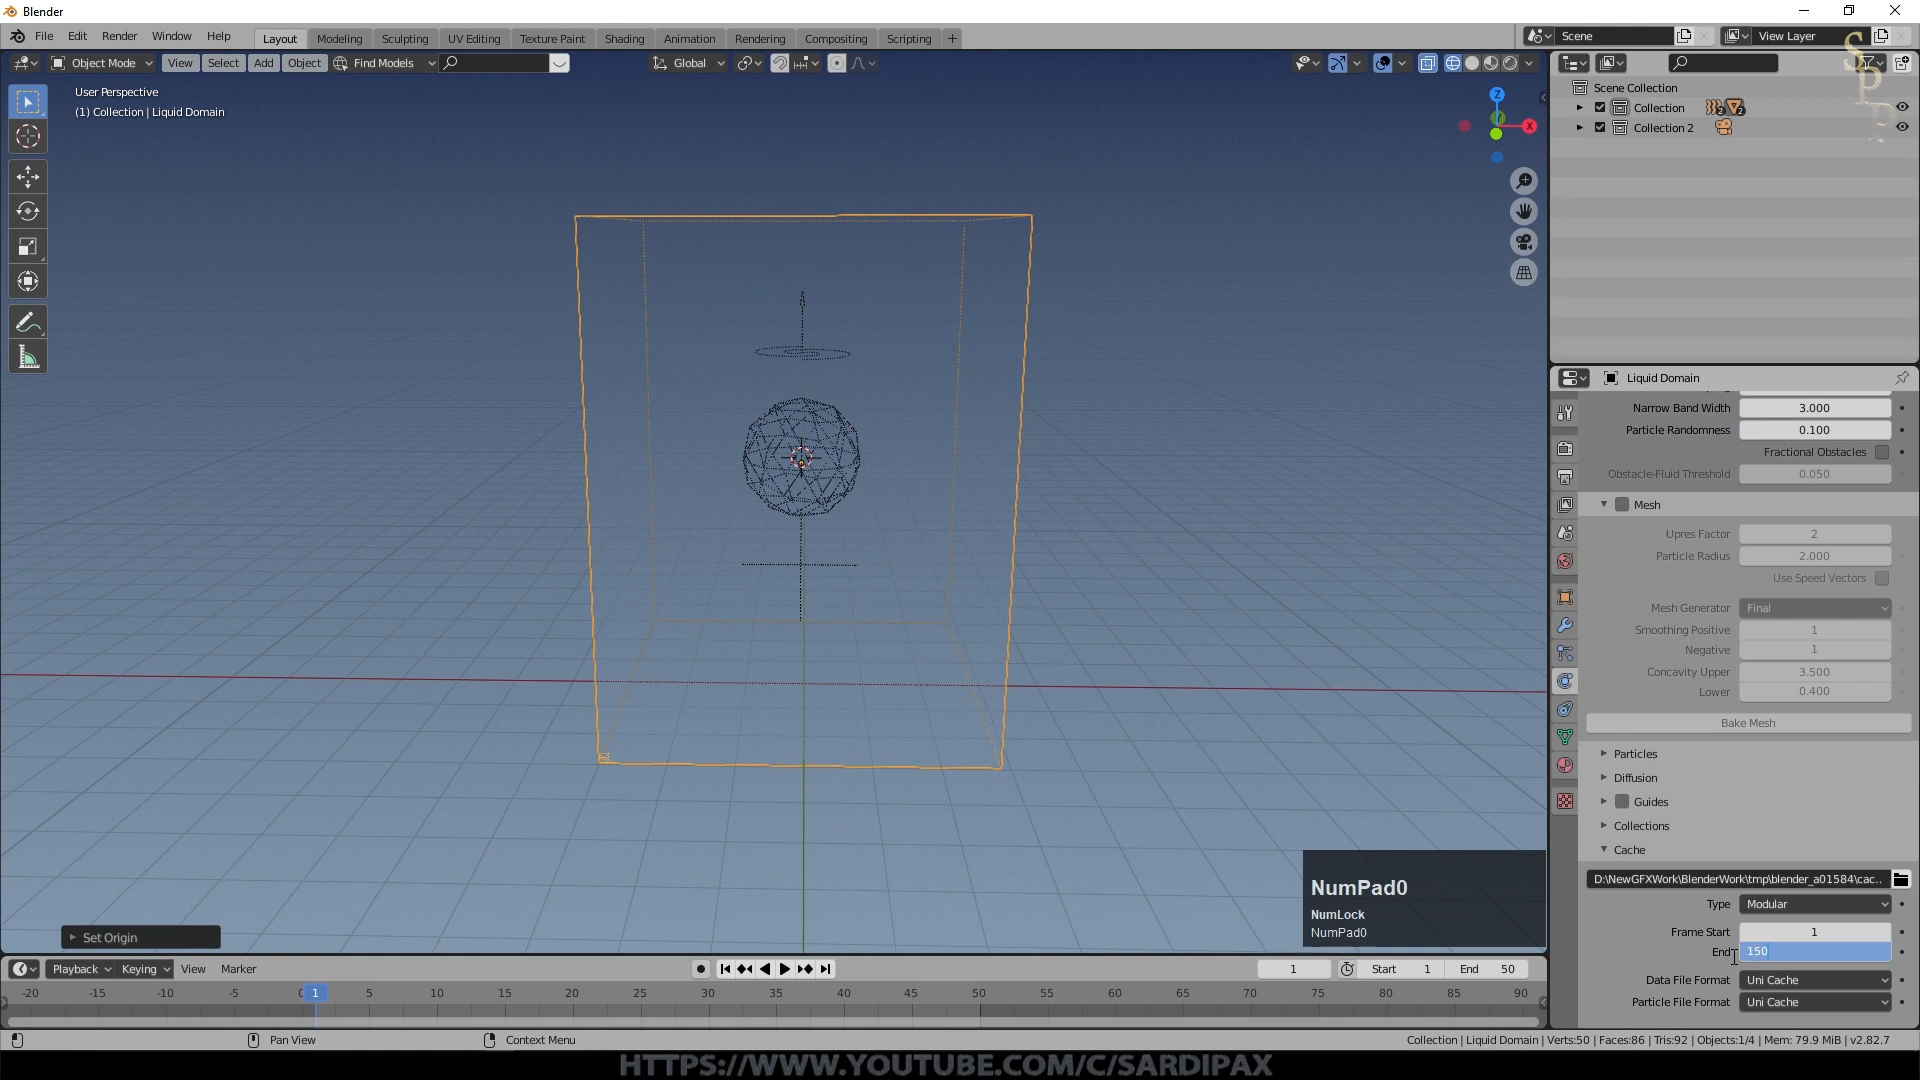 Blender
File Edit Render Window Help
Layout Modeling Sculpting UV Editing Texture Paint Shading Animation Rendering Compositing Scripting +
Scene
View Layer
Object Mode View Select Add Object Find Models
Global
User Perspective
(1) Collection | Liquid Domain
Z
X
Scene Collection
Collection 2 2
Collection 2
S
P
P
Liquid Domain
Narrow Band Width 3.000
Particle Randomness 0.100
Fractional Obstacles
Obstacle-Fluid Threshold 0.050
Mesh
Upres Factor 2
Particle Radius 2.000
Use Speed Vectors
Mesh Generator Final
Smoothing Positive 1
Negative 1
Concavity Upper 3.500
Lower 0.400
Bake Mesh
Particles
Diffusion
Guides
Collections
Cache
D:\NewGFXWork\BlenderWork\tmp\blender_a01584\cac..
Type Modular
Frame Start 1
End 150
Data File Format Uni Cache
Particle File Format Uni Cache
NumPad0
NumLock
NumPad0
Set Origin
Playback Keying View Marker
1 Start 1 End 50
-20 -15 -10 -5 0 1 5 10 15 20 25 30 35 40 45 50 55 60 65 70 75 80 85 90
Pan View
Context Menu
Collection | Liquid Domain | Verts:50 | Faces:86 | Tris:92 | Objects:1/4 | Mem: 79.9 MiB | v2.82.7
HTTPS://WWW.YOUTUBE.COM/C/SARDIPAX